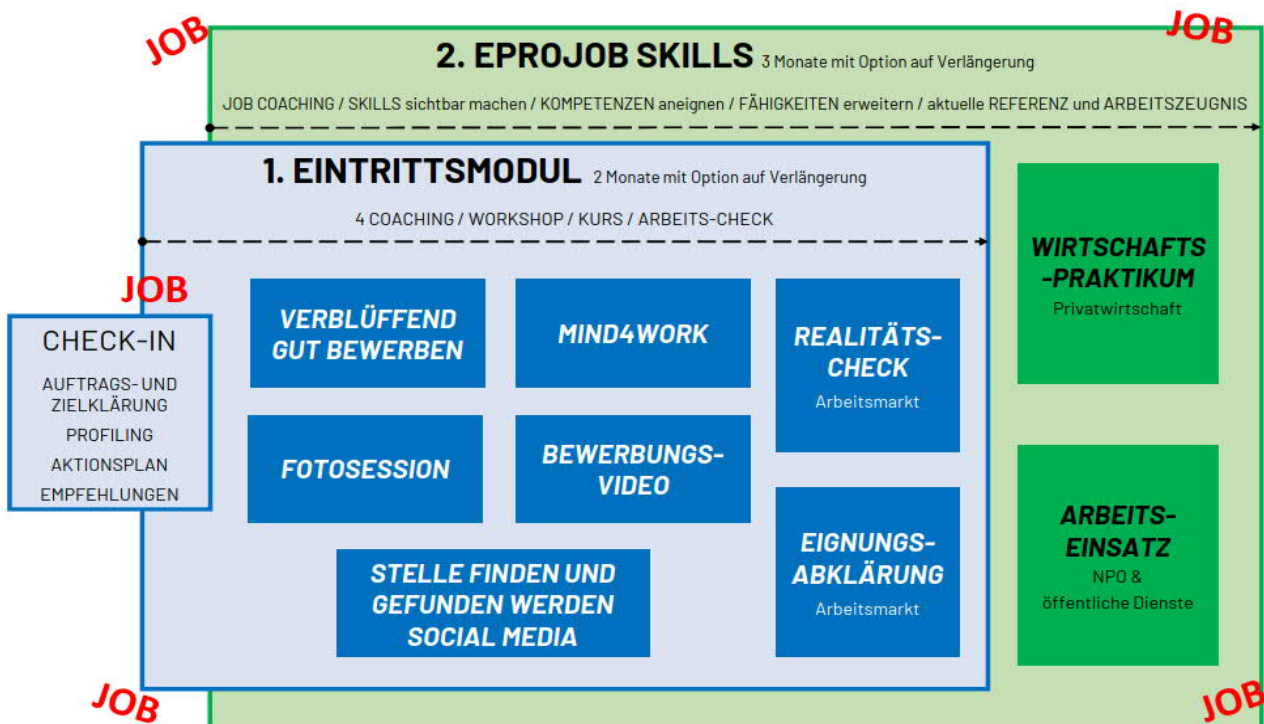 JOB
JOB
2. EPROJOB SKILLS 3 Monate mit Option auf Verlängerung
JOB COACHING / SKILLS sichtbar machen / KOMPETENZEN aneignen / FÄHIGKEITEN erweitern / aktuelle REFERENZ und ARBEITSZEUGNIS
1. EINTRITTSMODUL 2 Monate mit Option auf Verlängerung
4 COACHING / WORKSHOP / KURS / ARBEITS-CHECK
JOB
CHECK-IN
AUFTRAGS- UND
ZIELKLÄRUNG
PROFILING
AKTIONSPLAN
EMPFEHLUNGEN
VERBLÜFFEND
GUT BEWERBEN
MIND4WORK
REALITÄTS-
CHECK
Arbeitsmarkt
FOTOSESSION
BEWERBUNGS-
VIDEO
EIGNUNGS-
ABKLÄRUNG
Arbeitsmarkt
STELLE FINDEN UND
GEFUNDEN WERDEN
SOCIAL MEDIA
WIRTSCHAFTS
-PRAKTIKUM
Privatwirtschaft
ARBEITS-
EINSATZ
NPO &
öffentliche Dienste
JOB
JOB